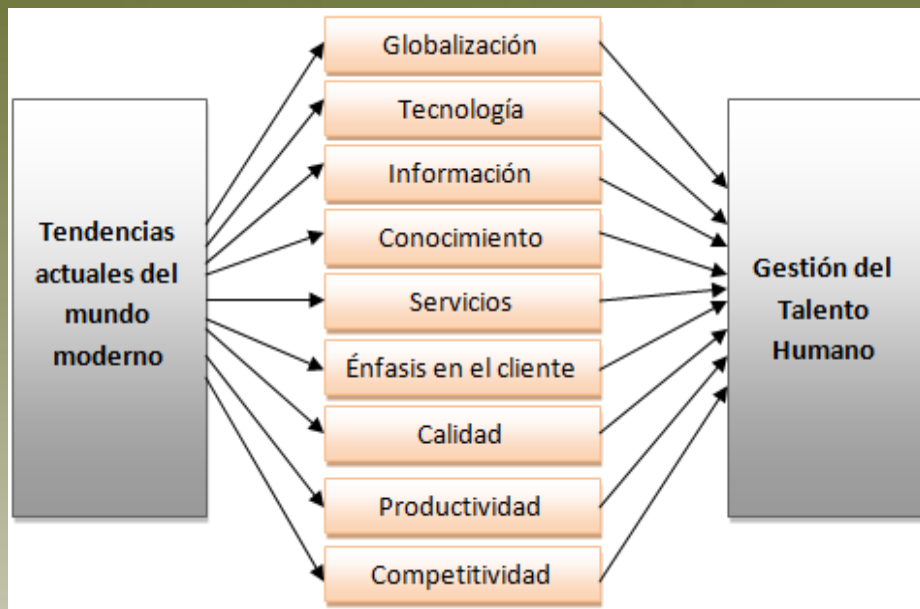 Tendencias
actuales del
mundo
moderno
Globalización
Tecnología
Información
Conocimiento
Servicios
Énfasis en el cliente
Calidad
Productividad
Competitividad
Gestión del
Talento
Humano